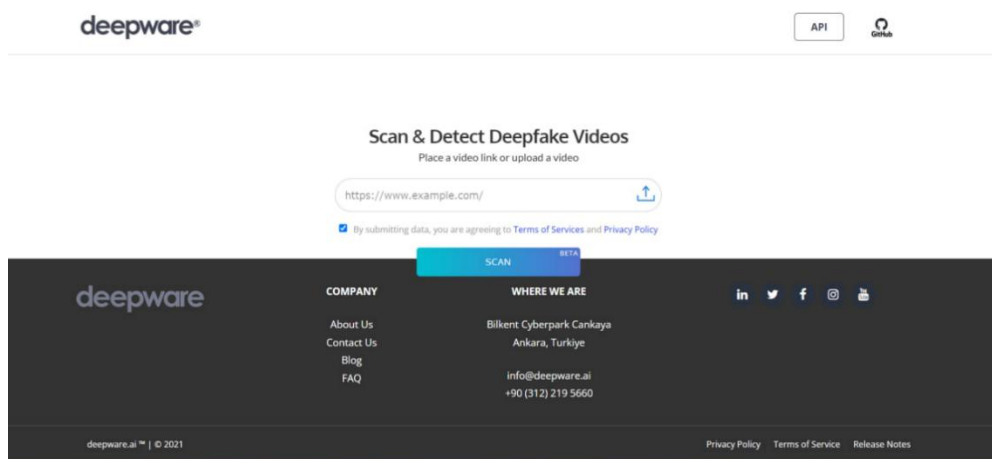 deepware®
API
GitHub
Scan & Detect Deepfake Videos
Place a video link or upload a video
https://www.example.com/
By submitting data, you are agreeing to Terms of Services and Privacy Policy
SCAN
BETA
deepware
COMPANY
About Us
Contact Us
Blog
FAQ
WHERE WE ARE
Bilkent Cyberpark Cankaya
Ankara, Turkiye
info@deepware.ai
+90 (312) 219 5660
in
f
You Tube
deepware.ai ™ | © 2021
Privacy Policy Terms of Service Release Notes